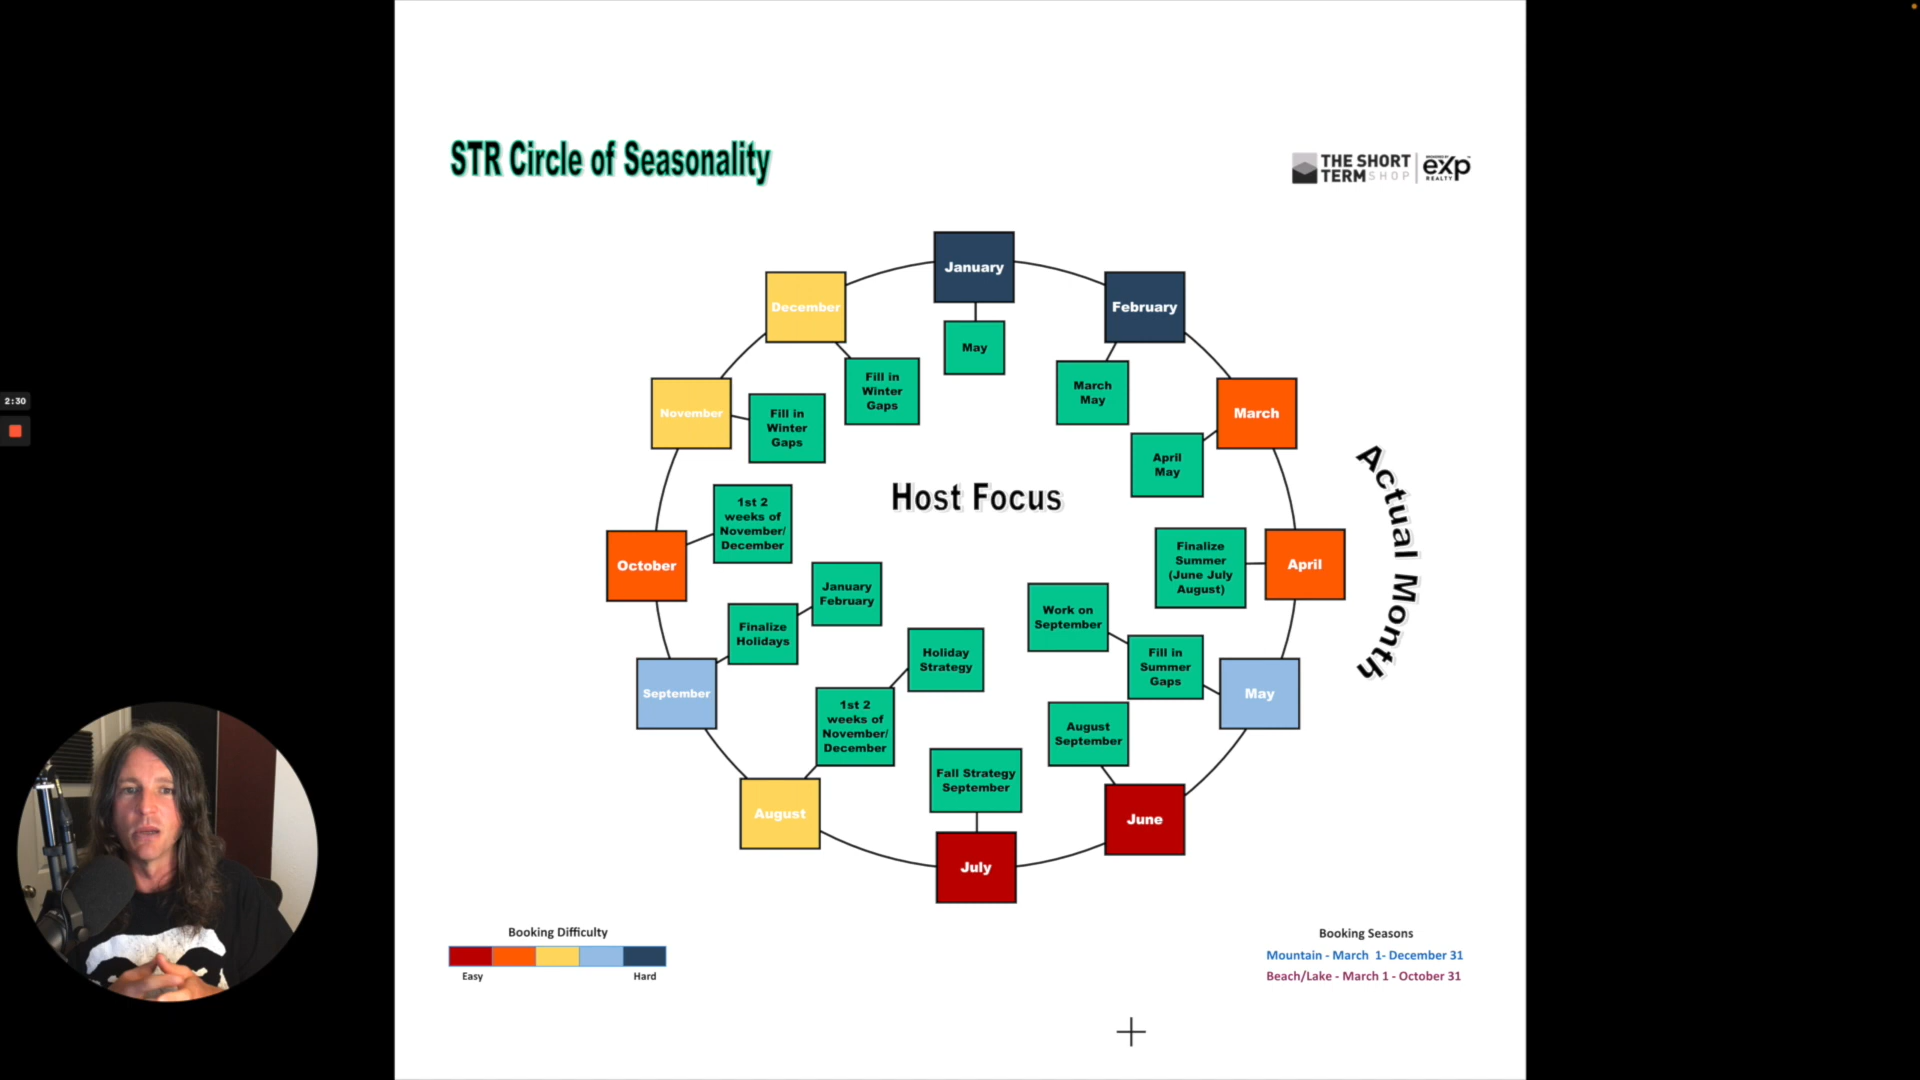 STR Circle of Seasonality
THE SHORT
TERM SHOP
eXp
REALTY
January
May
February
March
May
March
April
May
April
Finalize
Summer
(June July
August)
May
Fill in
Summer
Gaps
Work on
September
June
August
September
July
Fall Strategy
September
August
1st 2
weeks of
November/
December
Holiday
Strategy
September
Finalize
Holidays
January
February
October
1st 2
weeks of
November/
December
November
Fill in
Winter
Gaps
December
Fill in
Winter
Gaps
Host Focus
Actual Month
2:30
Booking Difficulty
Easy
Hard
Booking Seasons
Mountain - March 1- December 31
Beach/Lake - March 1 - October 31